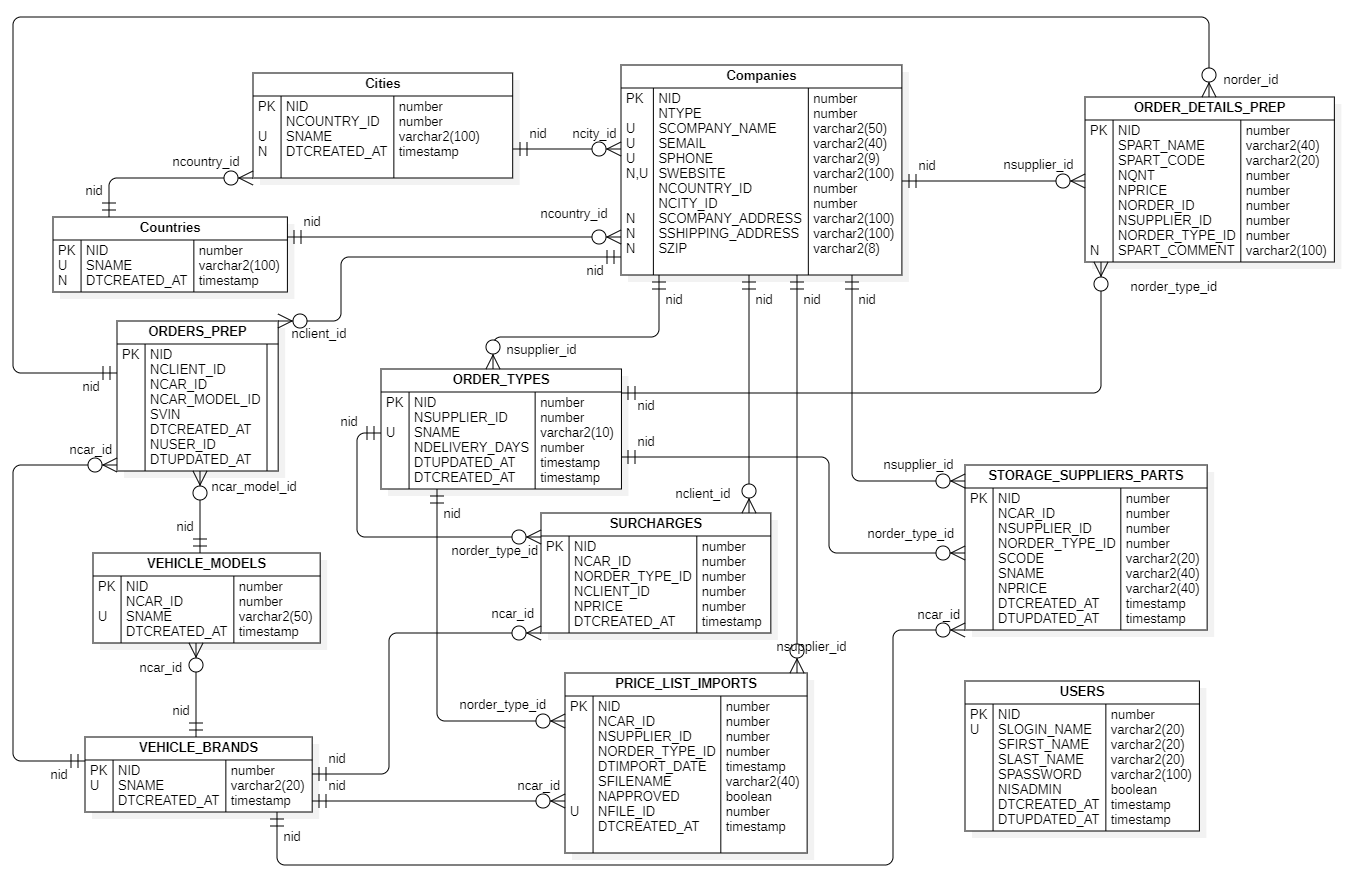 norder_id
Cities
PK NID number
NCOUNTRY_ID number
U SNAME varchar2(100)
N DTCREATED_AT timestamp
nid
ncity_id
ncountry_id
nid
Companies
PK NID number
NTYPE number
U SCOMPANY_NAME varchar2(50)
U SEMAIL varchar2(40)
U SPHONE varchar2(9)
N,U SWEBSITE varchar2(100)
NCOUNTRY_ID number
NCITY_ID number
N SCOMPANY_ADDRESS varchar2(100)
N SSHIPPING_ADDRESS varchar2(100)
N SZIP varchar2(8)
nid
nsupplier_id
ORDER_DETAILS_PREP
PK NID number
SPART_NAME varchar2(40)
SPART_CODE varchar2(20)
NQNT number
NPRICE number
NORDER_ID number
NSUPPLIER_ID number
NORDER_TYPE_ID number
N SPART_COMMENT varchar2(100)
norder_type_id
Countries
PK NID number
U SNAME varchar2(100)
N DTCREATED_AT timestamp
nid
ncountry_id
nid
nclient_id
nid
nid
nid
nid
ORDERS_PREP
PK NID
NCLIENT_ID
NCAR_ID
NCAR_MODEL_ID
SVIN
DTCREATED_AT
NUSER_ID
DTUPDATED_AT
nid
ncar_id
ncar_model_id
nid
nsupplier_id
ORDER_TYPES
PK NID number
NSUPPLIER_ID number
U SNAME varchar2(10)
NDELIVERY_DAYS number
DTUPDATED_AT timestamp
DTCREATED_AT timestamp
nid
nid
nid
nid
nclient_id
norder_type_id
SURCHARGES
PK NID number
NCAR_ID number
NORDER_TYPE_ID number
NCLIENT_ID number
NPRICE number
DTCREATED_AT timestamp
ncar_id
nsupplier_id
norder_type_id
ncar_id
STORAGE_SUPPLIERS_PARTS
PK NID number
NCAR_ID number
NSUPPLIER_ID number
NORDER_TYPE_ID number
SCODE varchar2(20)
SNAME varchar2(40)
NPRICE varchar2(40)
DTCREATED_AT timestamp
DTUPDATED_AT timestamp
VEHICLE_MODELS
PK NID number
NCAR_ID number
U SNAME varchar2(50)
DTCREATED_AT timestamp
ncar_id
nid
nsupplier_id
norder_type_id
ncar_id
PRICE_LIST_IMPORTS
PK NID number
NCAR_ID number
NSUPPLIER_ID number
NORDER_TYPE_ID number
DTIMPORT_DATE timestamp
SFILENAME varchar2(40)
NAPPROVED boolean
U NFILE_ID number
DTCREATED_AT timestamp
USERS
PK NID number
U SLOGIN_NAME varchar2(20)
SFIRST_NAME varchar2(20)
SLAST_NAME varchar2(20)
SPASSWORD varchar2(100)
NISADMIN boolean
DTCREATED_AT timestamp
DTUPDATED_AT timestamp
VEHICLE_BRANDS
PK NID number
U SNAME varchar2(20)
DTCREATED_AT timestamp
nid
nid
nid
nid